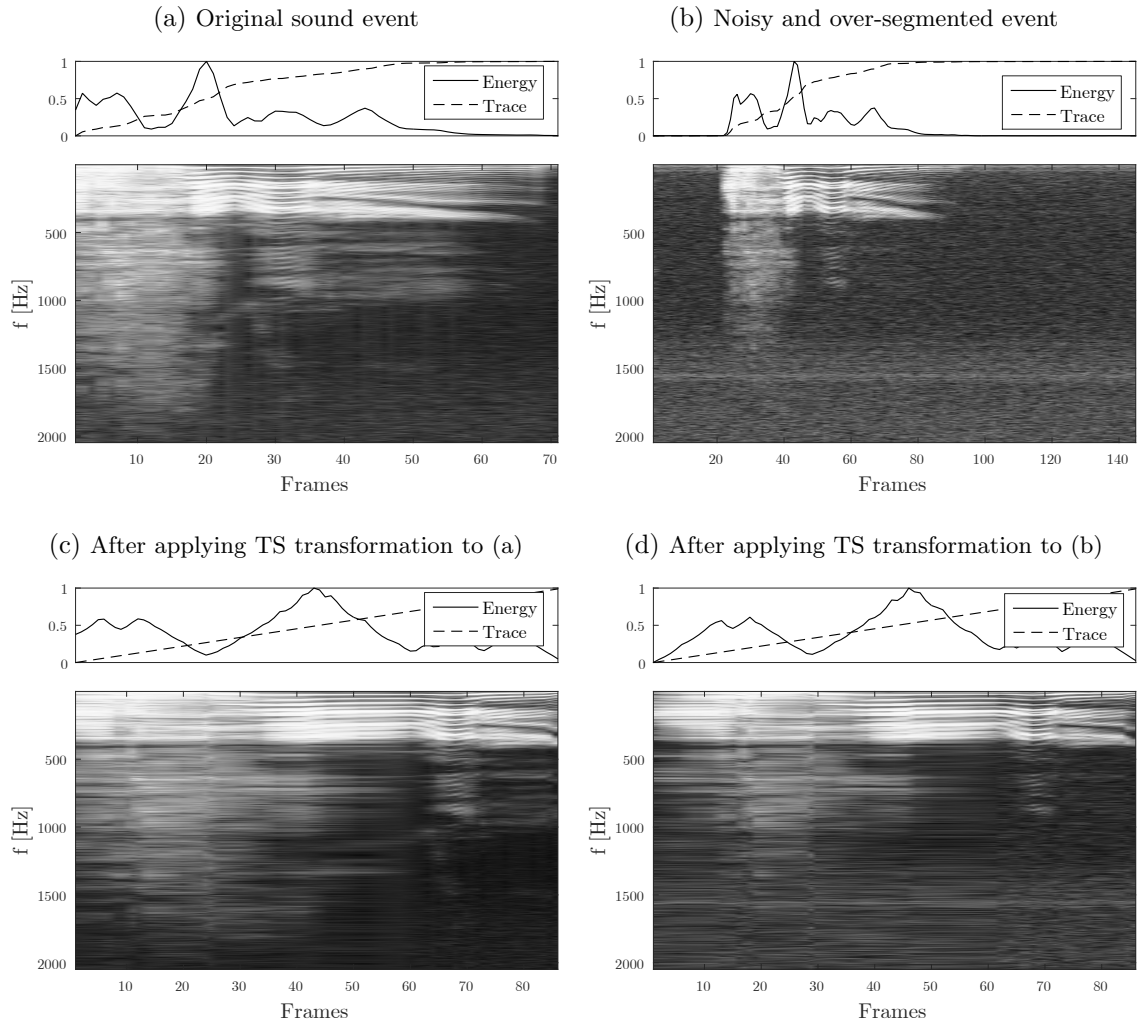 (a) Original sound event
1
0.5
0
Energy
Trace
f [Hz]
500
1000
1500
2000
10 20 30 40 50 60 70
Frames
(b) Noisy and over-segmented event
1
0.5
0
Energy
Trace
f [Hz]
500
1000
1500
2000
20 40 60 80 100 120 140
Frames
(c) After applying TS transformation to (a)
1
0.5
0
Energy
Trace
f [Hz]
500
1000
1500
2000
10 20 30 40 50 60 70 80
Frames
(d) After applying TS transformation to (b)
1
0.5
0
Energy
Trace
f [Hz]
500
1000
1500
2000
10 20 30 40 50 60 70 80
Frames